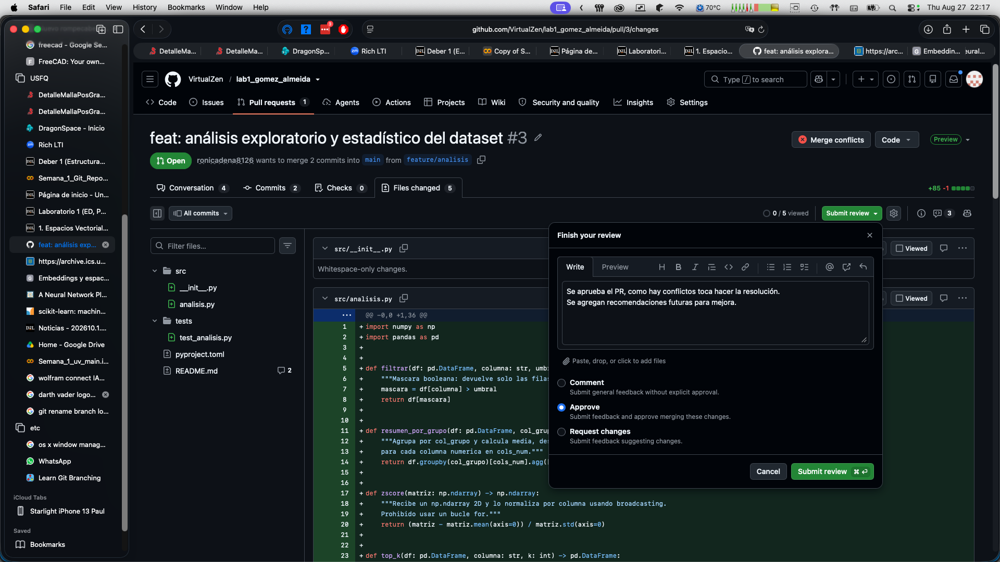 Safari File Edit View History Bookmarks Window Help
70°C
Thu Aug 27 22:17
freecad - Google Se...
FreeCAD: Your own...
USFQ
DetalleMallaPosGra...
DetalleMallaPosGra...
DragonSpace - Inicio
Rich LTI
Deber 1 (Estructura...
Semana_1_Git_Repo...
Página de inicio - Un...
Laboratorio 1 (ED, P...
1. Espacios Vectorial...
feat: análisis exp...
https://archive.ics.u...
Embeddings y espac...
A Neural Network Pl...
scikit-learn: machin...
Noticias - 202610.1....
Home - Google Drive
Semana_1_uv_main.i...
wolfram connect IA...
darth vader logo...
git rename branch lo...
etc
os x window manag...
WhatsApp
Learn Git Branching
iCloud Tabs
Starlight iPhone 13 Paul
Saved
Bookmarks
3
github.com/VirtualZen/lab1_gomez_almeida/pull/3/changes
DetalleMa...
DetalleMa...
DragonSp...
Rich LTI
Deber 1 (E...
Copy of S...
Página de...
Laboratori...
1. Espacio...
feat: análisis explora...
https://arc...
Embeddin...
eural...
VirtualZen / lab1_gomez_almeida
Type / to search
Code
Issues
Pull requests 1
Agents
Actions
Projects
Wiki
Security and quality
Insights
Settings
feat: análisis exploratorio y estadístico del dataset #3
Merge conflicts
Code
Preview
Open
ronicadena8126 wants to merge 2 commits into main from feature/analisis
Conversation 4
Commits 2
Checks 0
Files changed 5
+85 -1
All commits
0 / 5 viewed
Submit review
3
Filter files...
src
__init__.py
analisis.py
tests
test_analisis.py
pyproject.toml
README.md
2
src/__init__.py
Viewed
Whitespace-only changes.
src/analisis.py
Viewed
@@ -0,0 +1,36 @@
1 + import numpy as np
2 + import pandas as pd
3 +
4 +
5 + def filtrar(df: pd.DataFrame, columna: str, umb
6 + """Mascara booleana: devuelve solo las filas
7 + mascara = df[columna] > umbral
8 + return df[mascara]
9 +
10 +
11 + def resumen_por_grupo(df: pd.DataFrame, col_grup
12 + """Agrupa por col_grupo y calcula media, des
13 + para cada columna numerica en cols_num."""
14 + return df.groupby(col_grupo)[cols_num].agg(
15 +
16 +
17 + def zscore(matriz: np.ndarray) -> np.ndarray:
18 + """Recibe un np.ndarray 2D y lo normaliza por columna usando broadcasting.
19 + Prohibido usar un bucle for."""
20 + return (matriz - matriz.mean(axis=0)) / matriz.std(axis=0)
21 +
22 +
23 + def top_k(df: pd.DataFrame, columna: str, k: int) -> pd.DataFrame:
Finish your review
Write
Preview
Se aprueba el PR, como hay conflictos toca hacer la resolución.
Se agregan recomendaciones futuras para mejora.
Paste, drop, or click to add files
Comment
Submit general feedback without explicit approval.
Approve
Submit feedback and approve merging these changes.
Request changes
Submit feedback suggesting changes.
Cancel
Submit review